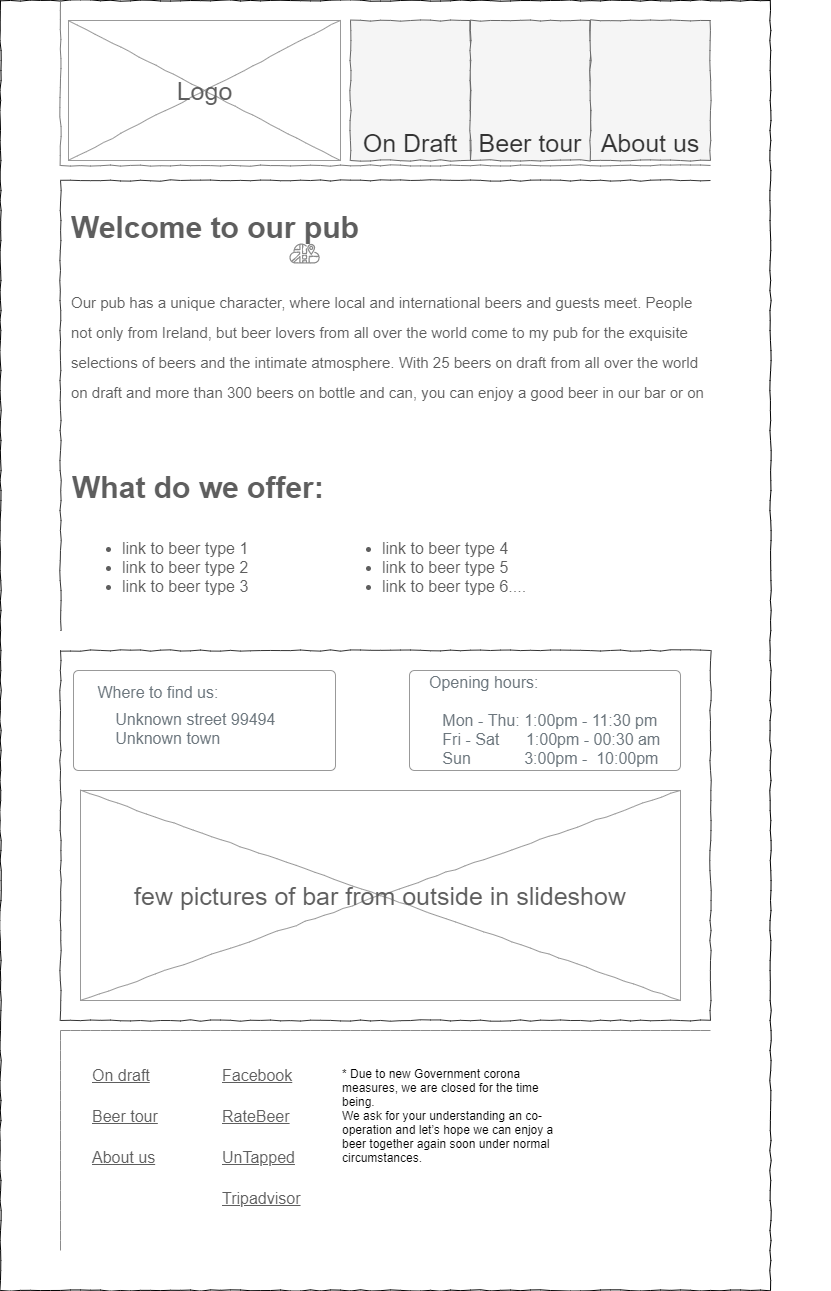 Logo
On Draft
Beer tour
About us
Welcome to our pub
Our pub has a unique character, where local and international beers and guests meet. People
not only from Ireland, but beer lovers from all over the world come to my pub for the exquisite
selections of beers and the intimate atmosphere. With 25 beers on draft from all over the world
on draft and more than 300 beers on bottle and can, you can enjoy a good beer in our bar or on
What do we offer:
• link to beer type 1
• link to beer type 2
• link to beer type 3
• link to beer type 4
• link to beer type 5
• link to beer type 6....
Where to find us:
Unknown street 99494
Unknown town
Opening hours:
Mon - Thu: 1:00pm - 11:30 pm
Fri - Sat 1:00pm - 00:30 am
Sun 3:00pm - 10:00pm
few pictures of bar from outside in slideshow
On draft
Beer tour
About us
Facebook
RateBeer
UnTapped
Tripadvisor
* Due to new Government corona
measures, we are closed for the time
being.
We ask for your understanding an co-
operation and let's hope we can enjoy a
beer together again soon under normal
circumstances.